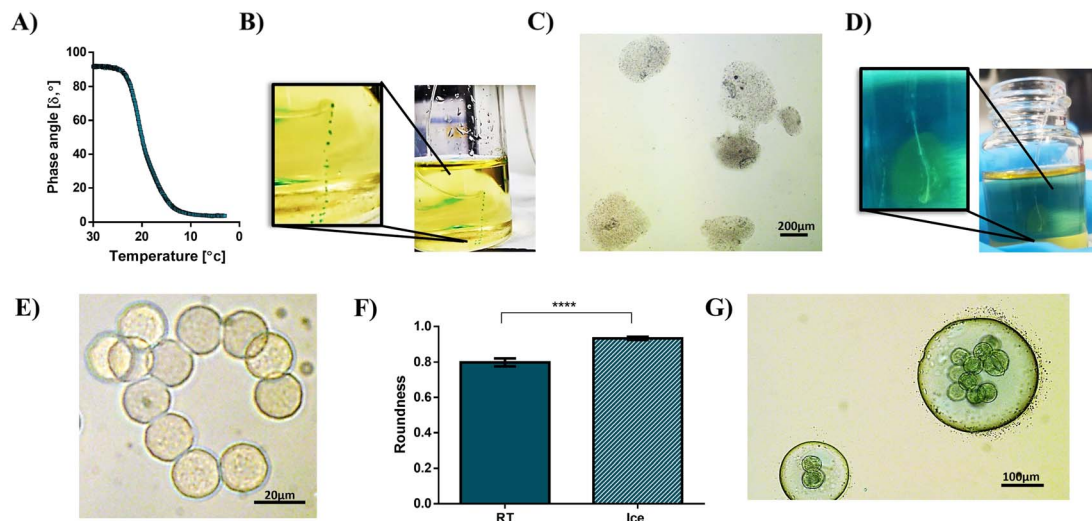 A)
B)
C)
D)
100
80
60
40
20
0
Phase angle [δ,°]
30
20
10
0
Temperature [°c]
200µm
E)
F)
G)
20µm
****
1.0
0.8
0.6
0.4
0.2
0.0
Roundness
RT
Ice
100µm